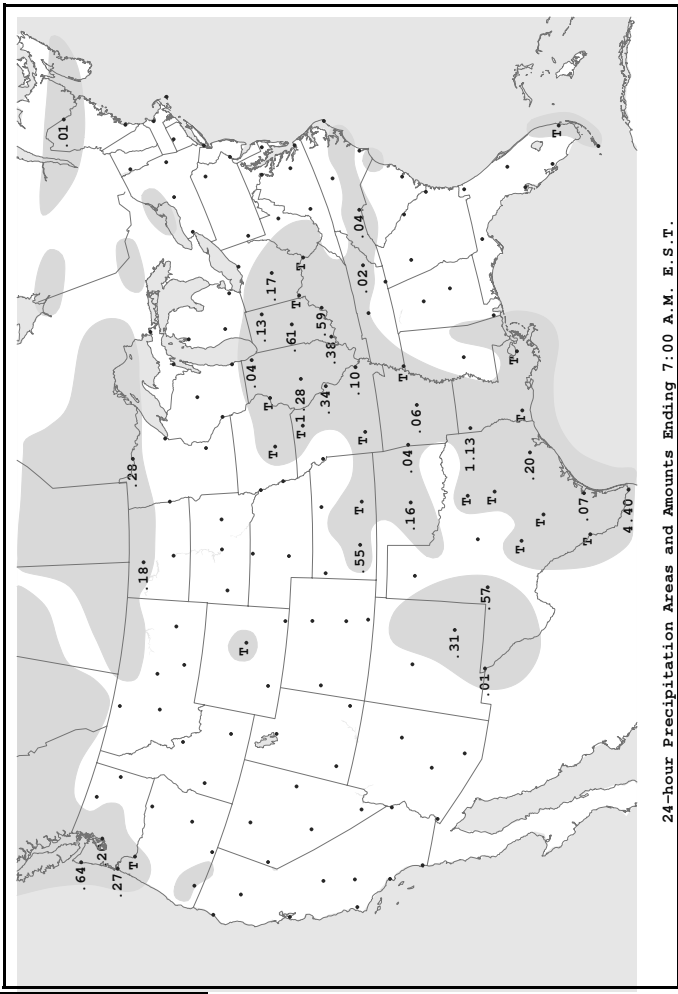 .01
.64
.20
.27
T
.28
.18
T
.04
.13
T
T
.17
.61
T
T
1.28
T
.59
.34
.38
.10
.04
.55
T
.02
T
T
.04
.16
.06
.31
T
1.13
.01
.57
T
T
T
T
.20
T
T
.07
T
4.40
24-hour Precipitation Areas and Amounts Ending 7:00 A.M. E.S.T.